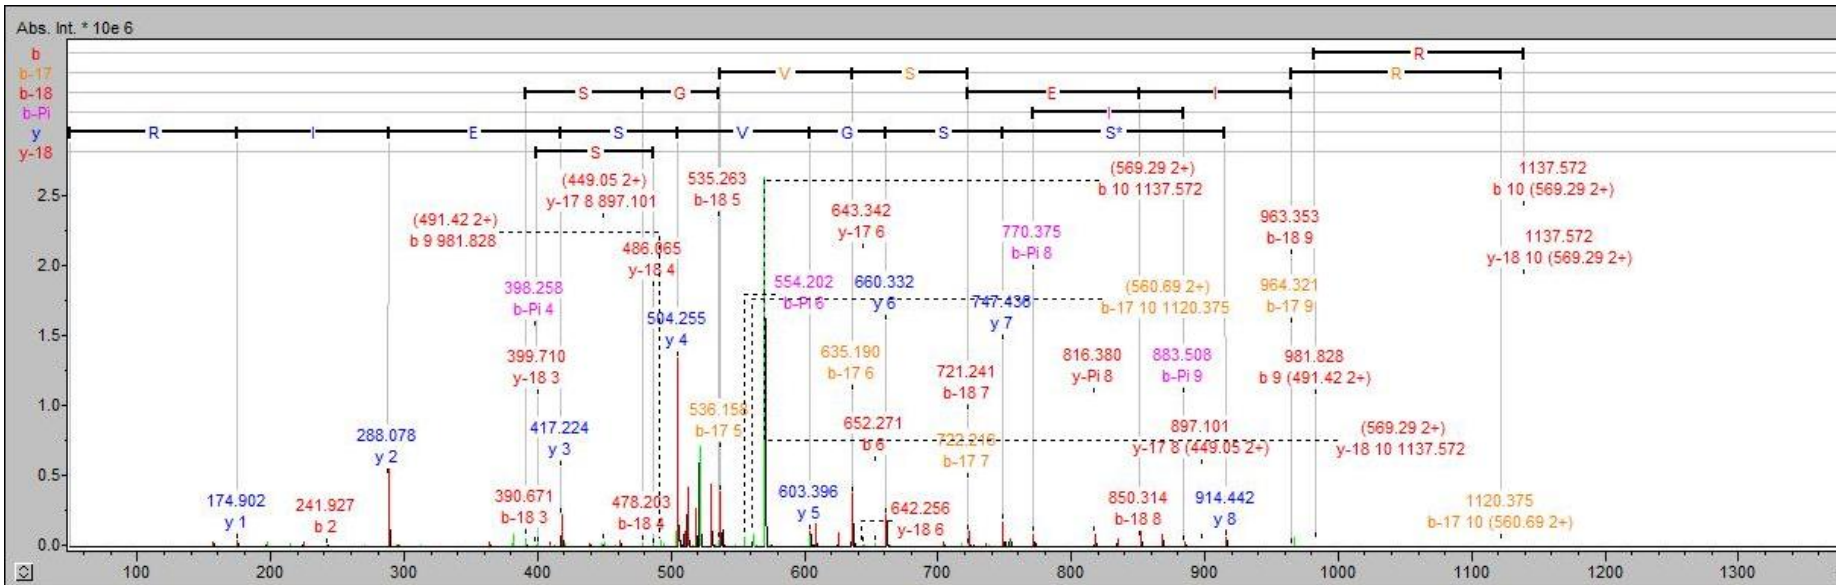 Abs. Int. * 10e 6
b R
b-17 V S R
b-18 S G E I
b-Pi I
y R I E S V G S S*
y-18 S
(449.05 2+)
y-17 8 897.101
535.263
b-18 5
(569.29 2+)
b 10 1137.572
1137.572
b 10 (569.29 2+)
2.5
(491.42 2+)
b 9 981.828
643.342
y-17 6
963.353
b-18 9
486.065
y-18 4
770.375
b-Pi 8
1137.572
y-18 10 (569.29 2+)
2.0
398.258
b-Pi 4
554.202
b-Pi 6
660.332
y 6
(560.69 2+)
b-17 10 1120.375
964.321
b-17 9
504.255
y 4
747.436
y 7
1.5
399.710
y-18 3
635.190
b-17 6
721.241
b-18 7
816.380
y-Pi 8
883.508
b-Pi 9
981.828
b 9 (491.42 2+)
1.0
536.158
b-17 5
288.078
y 2
417.224
y 3
652.271
b 6
b-17 7
897.101
y-17 8 (449.05 2+)
(569.29 2+)
y-18 10 1137.572
0.5
174.902
y 1
241.927
b 2
390.671
b-18 3
478.203
b-18 4
603.396
y 5
642.256
y-18 6
850.314
b-18 8
914.442
y 8
1120.375
b-17 10 (560.69 2+)
0.0
100 200 300 400 500 600 700 800 900 1000 1100 1200 1300